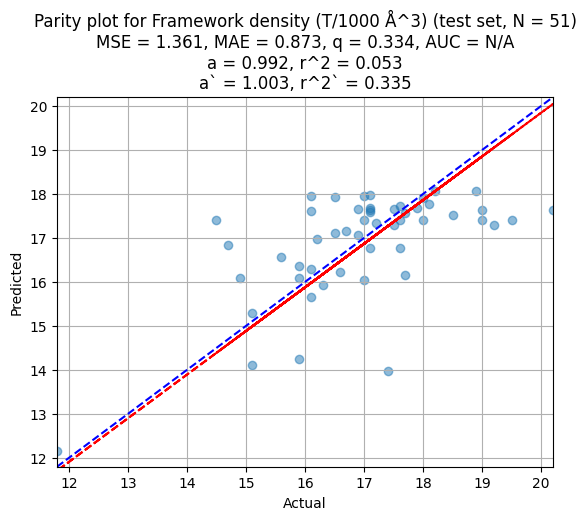 Parity plot for Framework density (T/1000 Å^3) (test set, N = 51)
MSE = 1.361, MAE = 0.873, q = 0.334, AUC = N/A
a = 0.992, r^2 = 0.053
a` = 1.003, r^2` = 0.335
20
19
18
17
16
15
14
13
12
Predicted
12 13 14 15 16 17 18 19 20
Actual